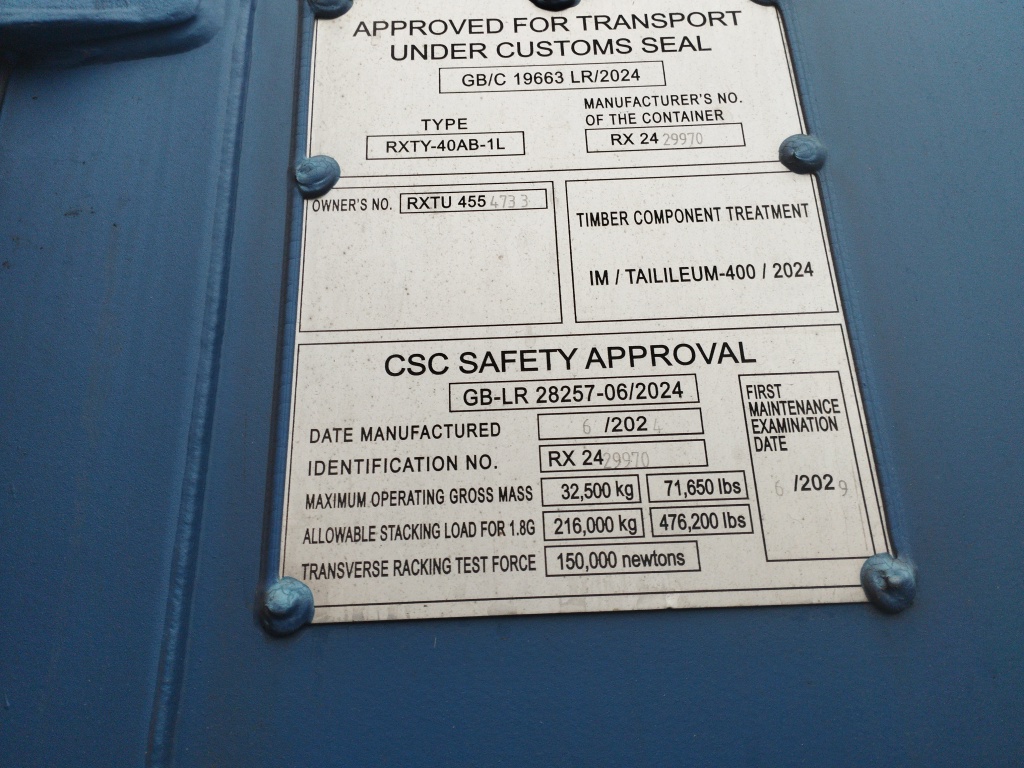 APPROVED FOR TRANSPORT
UNDER CUSTOMS SEAL
GB/C 19663 LR/2024
TYPE
RXTY-40AB-1L
MANUFACTURER'S NO.
OF THE CONTAINER
RX 24 29970
OWNER'S NO. RXTU 455 473 3
TIMBER COMPONENT TREATMENT
IM / TAILILEUM-400 / 2024
CSC SAFETY APPROVAL
GB-LR 28257-06/2024
DATE MANUFACTURED 6 /2024
IDENTIFICATION NO. RX 24 29970
MAXIMUM OPERATING GROSS MASS 32,500 kg 71,650 lbs
ALLOWABLE STACKING LOAD FOR 1.8G 216,000 kg 476,200 lbs
TRANSVERSE RACKING TEST FORCE 150,000 newtons
FIRST
MAINTENANCE
EXAMINATION
DATE
6 /2029